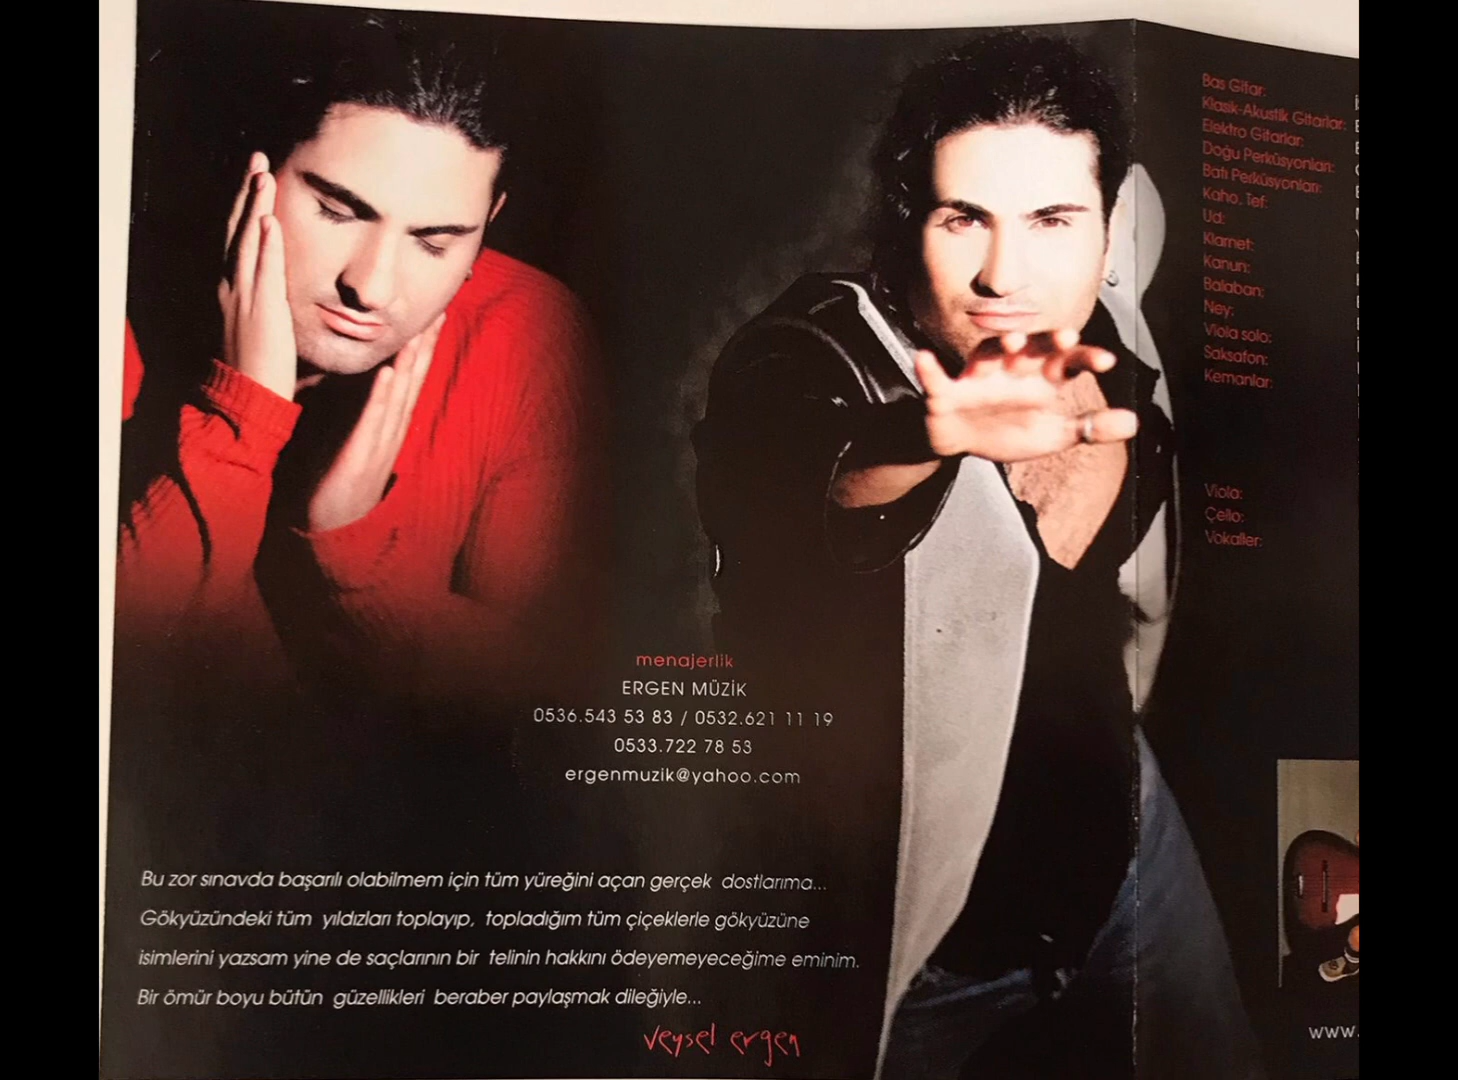 Bas Gitar:
Klasik-Akustik Gitarlar:
Elektro Gitarlar:
Doğu Perküsyonları:
Batı Perküsyonları:
Kaho, Tef:
Ud:
Klarnet:
Kanun:
Balaban:
Ney:
Viola solo:
Saksafon:
Kemanlar:
Viola:
Çello:
Vokaller:
menajerlik
ERGEN MÜZİK
0536.543 53 83 / 0532.621 11 19
0533.722 78 53
ergenmuzik@yahoo.com
Bu zor sınavda başarılı olabilmem için tüm yüreğini açan gerçek dostlarıma...
Gökyüzündeki tüm yıldızları toplayıp, topladığım tüm çiçeklerle gökyüzüne
isimlerini yazsam yine de saçlarının bir telinin hakkını ödeyemeyeceğime eminim.
Bir ömür boyu bütün güzellikleri beraber paylaşmak dileğiyle...
veysel ergen
www.